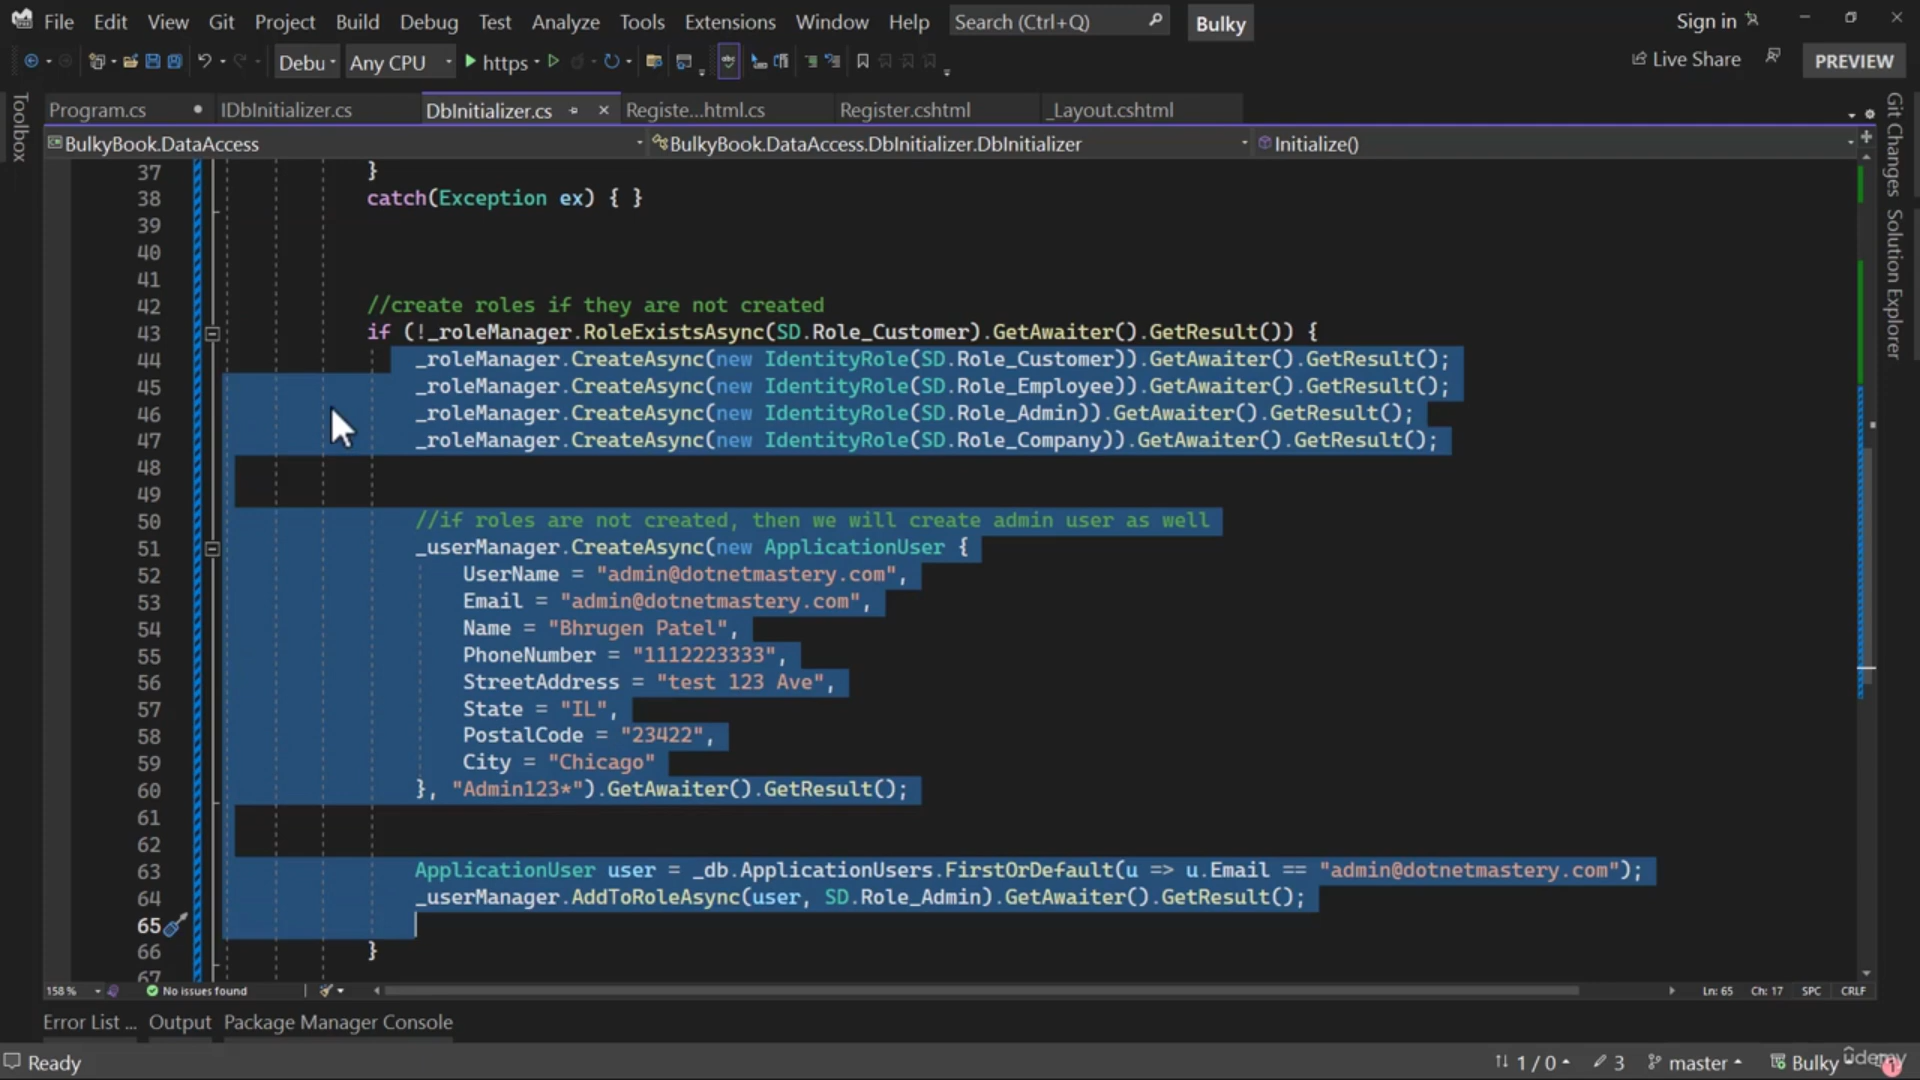 File Edit View Git Project Build Debug Test Analyze Tools Extensions Window Help Search (Ctrl+Q) Bulky Sign in
Debu Any CPU https Live Share PREVIEW
Program.cs IDbInitializer.cs DbInitializer.cs Registe...html.cs Register.cshtml _Layout.cshtml
BulkyBook.DataAccess BulkyBook.DataAccess.DbInitializer.DbInitializer Initialize()
Toolbox
Git Changes
Solution Explorer
37 }
38 catch(Exception ex) { }
39
40
41
42 //create roles if they are not created
43 if (!_roleManager.RoleExistsAsync(SD.Role_Customer).GetAwaiter().GetResult()) {
44 _roleManager.CreateAsync(new IdentityRole(SD.Role_Customer)).GetAwaiter().GetResult();
45 _roleManager.CreateAsync(new IdentityRole(SD.Role_Employee)).GetAwaiter().GetResult();
46 _roleManager.CreateAsync(new IdentityRole(SD.Role_Admin)).GetAwaiter().GetResult();
47 _roleManager.CreateAsync(new IdentityRole(SD.Role_Company)).GetAwaiter().GetResult();
48
49
50 //if roles are not created, then we will create admin user as well
51 _userManager.CreateAsync(new ApplicationUser {
52 UserName = "admin@dotnetmastery.com",
53 Email = "admin@dotnetmastery.com",
54 Name = "Bhrugen Patel",
55 PhoneNumber = "1112223333",
56 StreetAddress = "test 123 Ave",
57 State = "IL",
58 PostalCode = "23422",
59 City = "Chicago"
60 }, "Admin123*").GetAwaiter().GetResult();
61
62
63 ApplicationUser user = _db.ApplicationUsers.FirstOrDefault(u => u.Email == "admin@dotnetmastery.com");
64 _userManager.AddToRoleAsync(user, SD.Role_Admin).GetAwaiter().GetResult();
65
66 }
67
158 % No issues found Ln: 65 Ch: 17 SPC CRLF
Error List ... Output Package Manager Console
Ready 1 / 0 3 master Bulky ûdemy 1